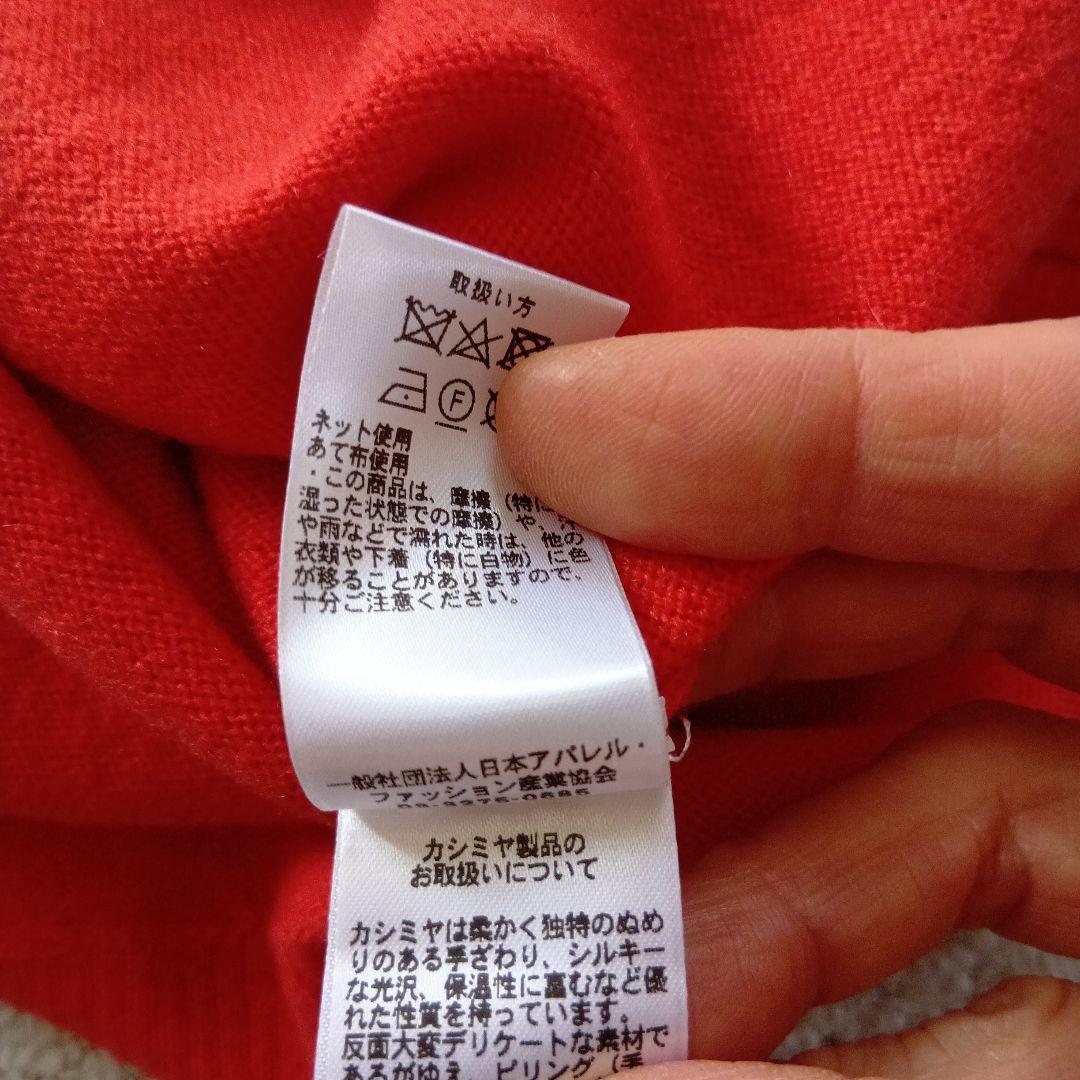 取扱い方
F
ネット使用
あて布使用
・この商品は、摩擦（特に
湿った状態での摩擦）や、汗
や雨などで濡れた時は、他の
衣類や下着（特に白物）に色
が移ることがありますので、
十分ご注意ください。
一般社団法人日本アパレル・
ファッション産業協会
03-3275-0685
カシミヤ製品の
お取扱いについて
カシミヤは柔かく独特のぬめ
りのある手ざわり、シルキー
な光沢、保温性に富むなど優
れた性質を持っています。
反面大変デリケートな素材で
あるがゆえ、ピリング（毛